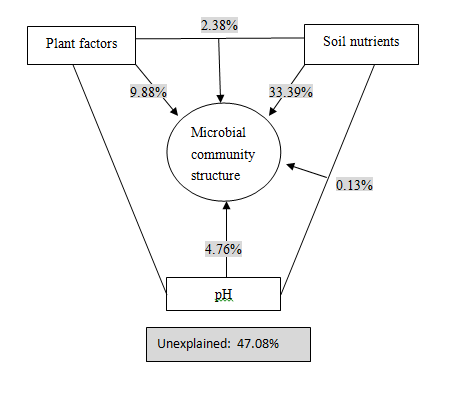 2.38%
Plant factors
Soil nutrients
9.88%
33.39%
Microbial
community
structure
0.13%
4.76%
pH
Unexplained: 47.08%